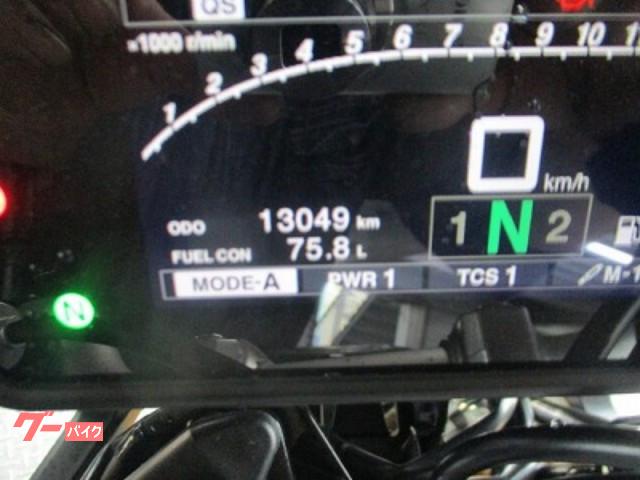 QS
×1000 r/min
1 2 3 4 5 6 7 8 9 10 11
0 km/h
ODO 13049 km
1 N 2
FUEL CON 75.8 L
MODE-A PWR 1 TCS 1 M-1
N
グーバイク